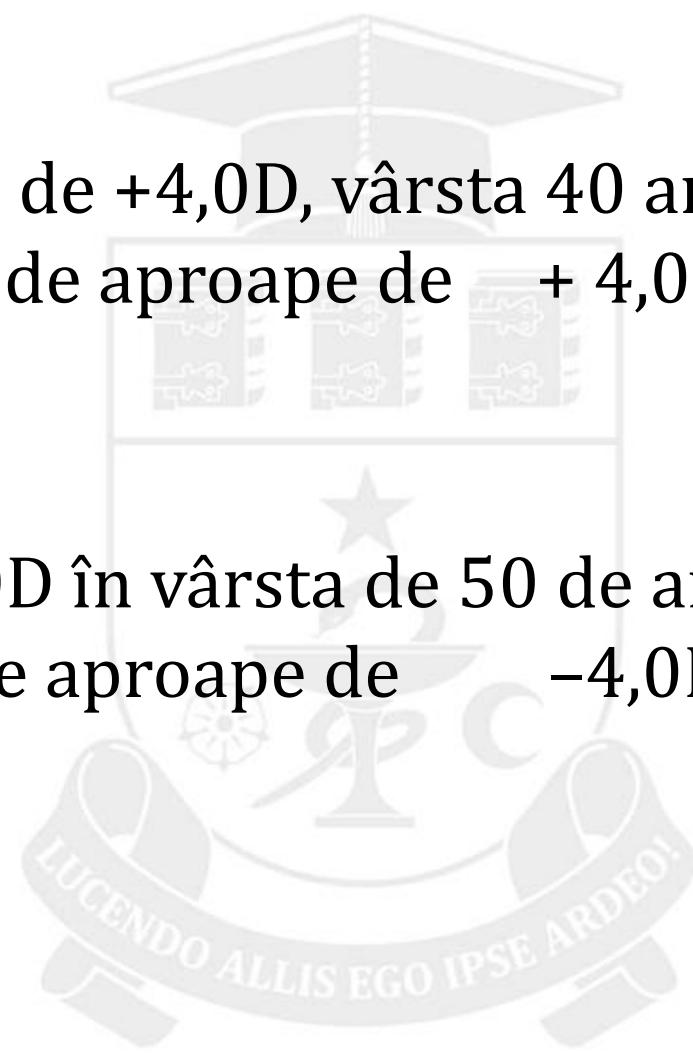 de +4,0D, vârsta 40 a
de aproape de + 4,0
D în vârsta de 50 de a
aproape de −4,0
LUCENDO ALLIS EGO IPSE ARDEO!